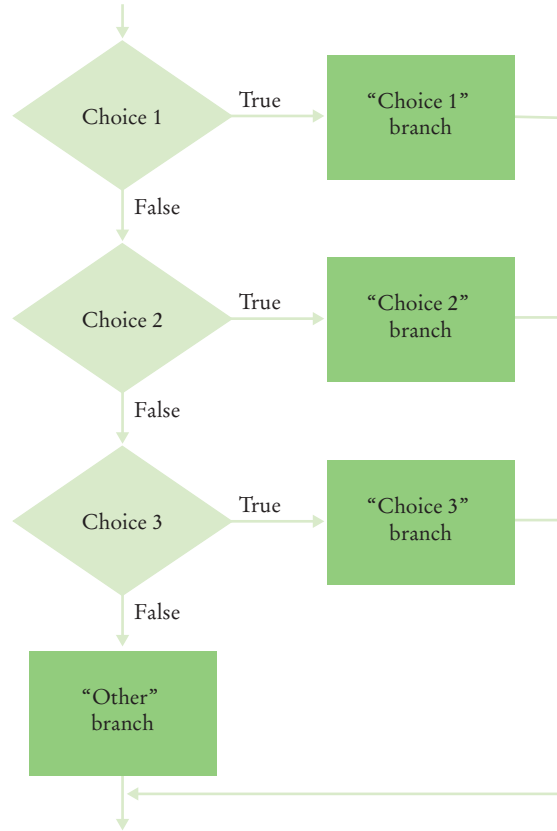 Choice 1
True
“Choice 1”
branch
False
Choice 2
True
“Choice 2”
branch
False
Choice 3
True
“Choice 3”
branch
False
“Other”
branch